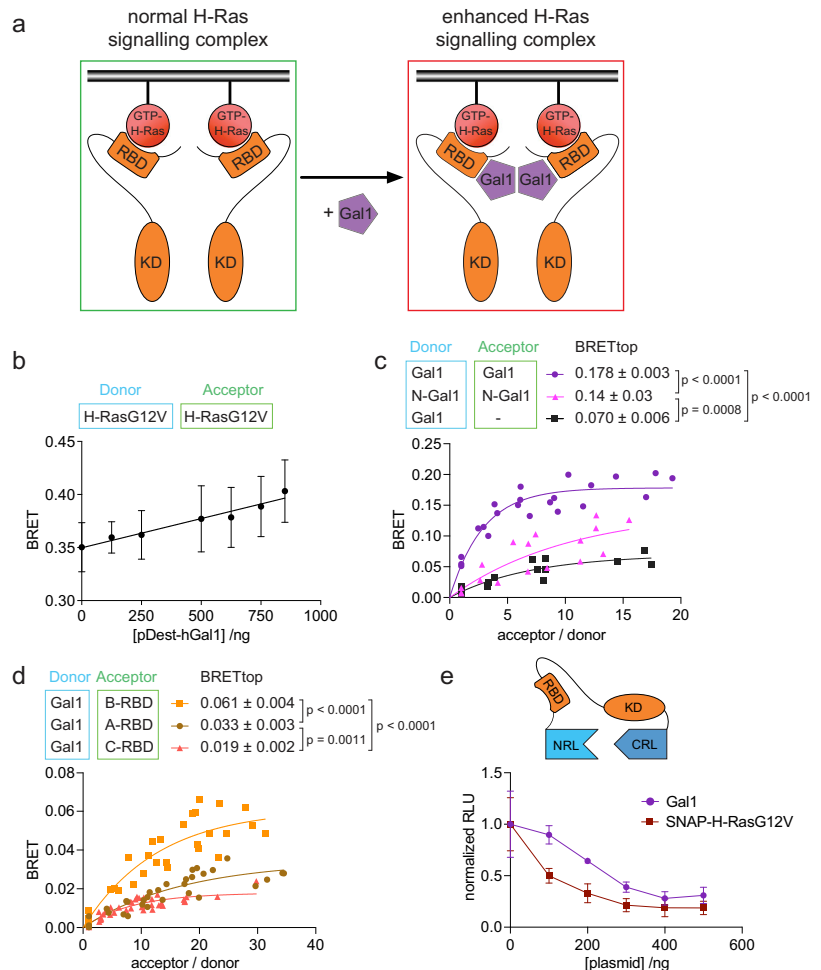 a
normal H-Ras
signalling complex
enhanced H-Ras
signalling complex
GTP-
H-Ras
GTP-
H-Ras
RBD
RBD
KD
KD
+ Gal1
GTP-
H-Ras
GTP-
H-Ras
RBD
RBD
Gal1
Gal1
KD
KD
b
Donor
Acceptor
H-RasG12V
H-RasG12V
0.45
0.40
0.35
0.30
BRET
0
250
500
750
1000
[pDest-hGal1] /ng
c
Donor Acceptor BRETtop
Gal1 Gal1 0.178 ± 0.003
N-Gal1 N-Gal1 0.14 ± 0.03
Gal1 - 0.070 ± 0.006
p < 0.0001
p = 0.0008
p < 0.0001
0.25
0.20
0.15
0.10
0.05
0.00
BRET
0
5
10
15
20
acceptor / donor
d
Donor Acceptor BRETtop
Gal1 B-RBD 0.061 ± 0.004
Gal1 A-RBD 0.033 ± 0.003
Gal1 C-RBD 0.019 ± 0.002
p < 0.0001
p = 0.0011
p < 0.0001
0.08
0.06
0.04
0.02
0.00
BRET
0
10
20
30
40
acceptor / donor
e
RBD
KD
NRL
CRL
Gal1
SNAP-H-RasG12V
1.5
1.0
0.5
0.0
normalized RLU
0
200
400
600
[plasmid] /ng